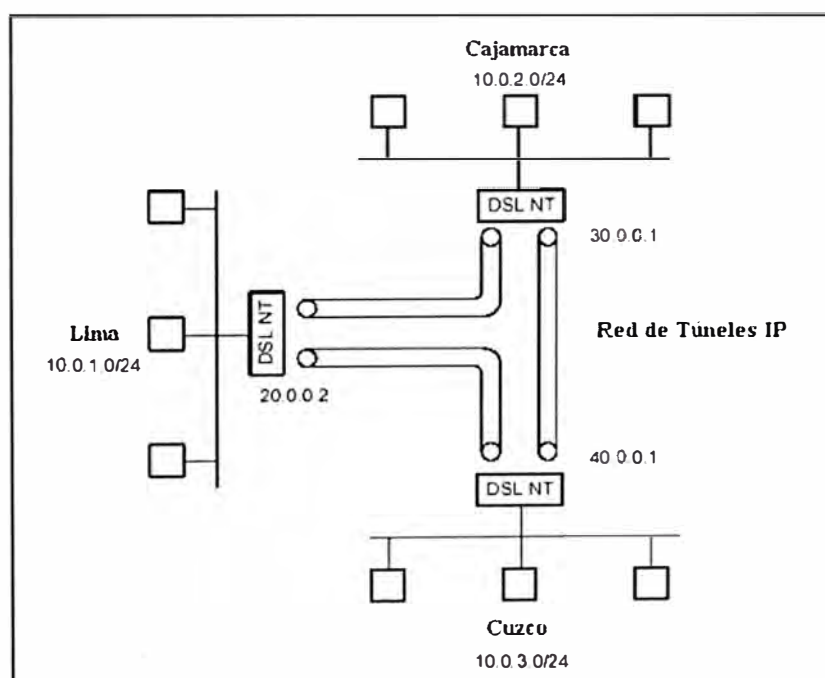 Cajamarca
10.0.2.0/24
DSL NT
30.0.0.1
Lima
10.0.1.0/24
DSL NT
20.0.0.2
Red de Túneles IP
40.0.0.1
DSL NT
Cuzco
10.0.3.0/24